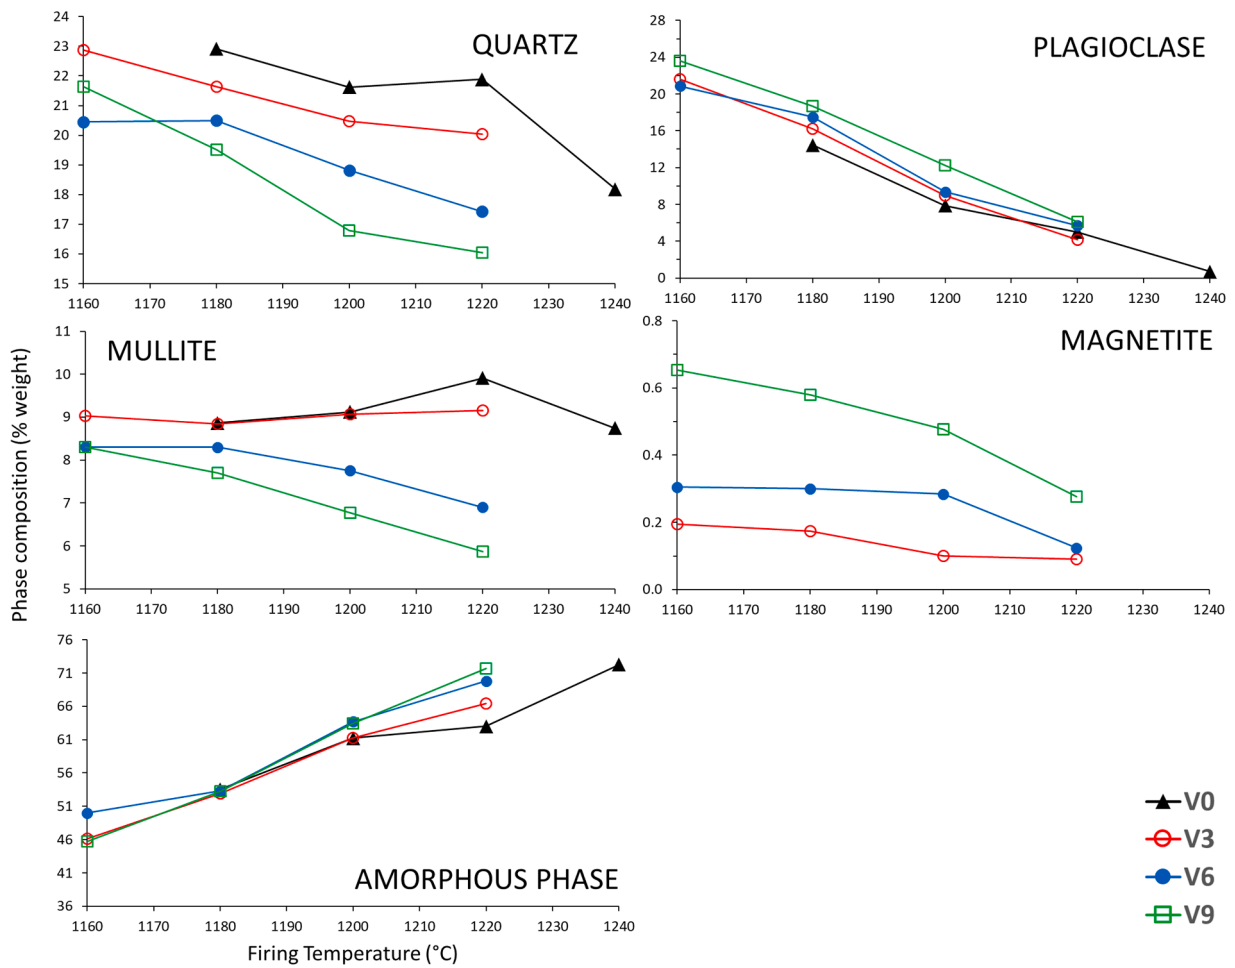 QUARTZ
24
23
22
21
20
19
18
17
16
15
1160 1170 1180 1190 1200 1210 1220 1230 1240
PLAGIOCLASE
28
24
20
16
12
8
4
0
1160 1170 1180 1190 1200 1210 1220 1230 1240
Phase composition (% weight)
MULLITE
11
10
9
8
7
6
5
1160 1170 1180 1190 1200 1210 1220 1230 1240
MAGNETITE
0.8
0.6
0.4
0.2
0.0
1160 1170 1180 1190 1200 1210 1220 1230 1240
76
71
66
61
56
51
46
41
36
AMORPHOUS PHASE
1160 1170 1180 1190 1200 1210 1220 1230 1240
Firing Temperature (°C)
V0
V3
V6
V9